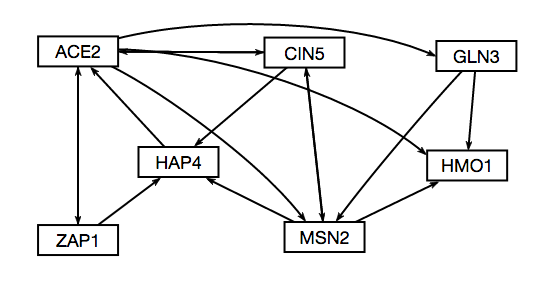 ACE2
CIN5
GLN3
HAP4
HMO1
ZAP1
MSN2